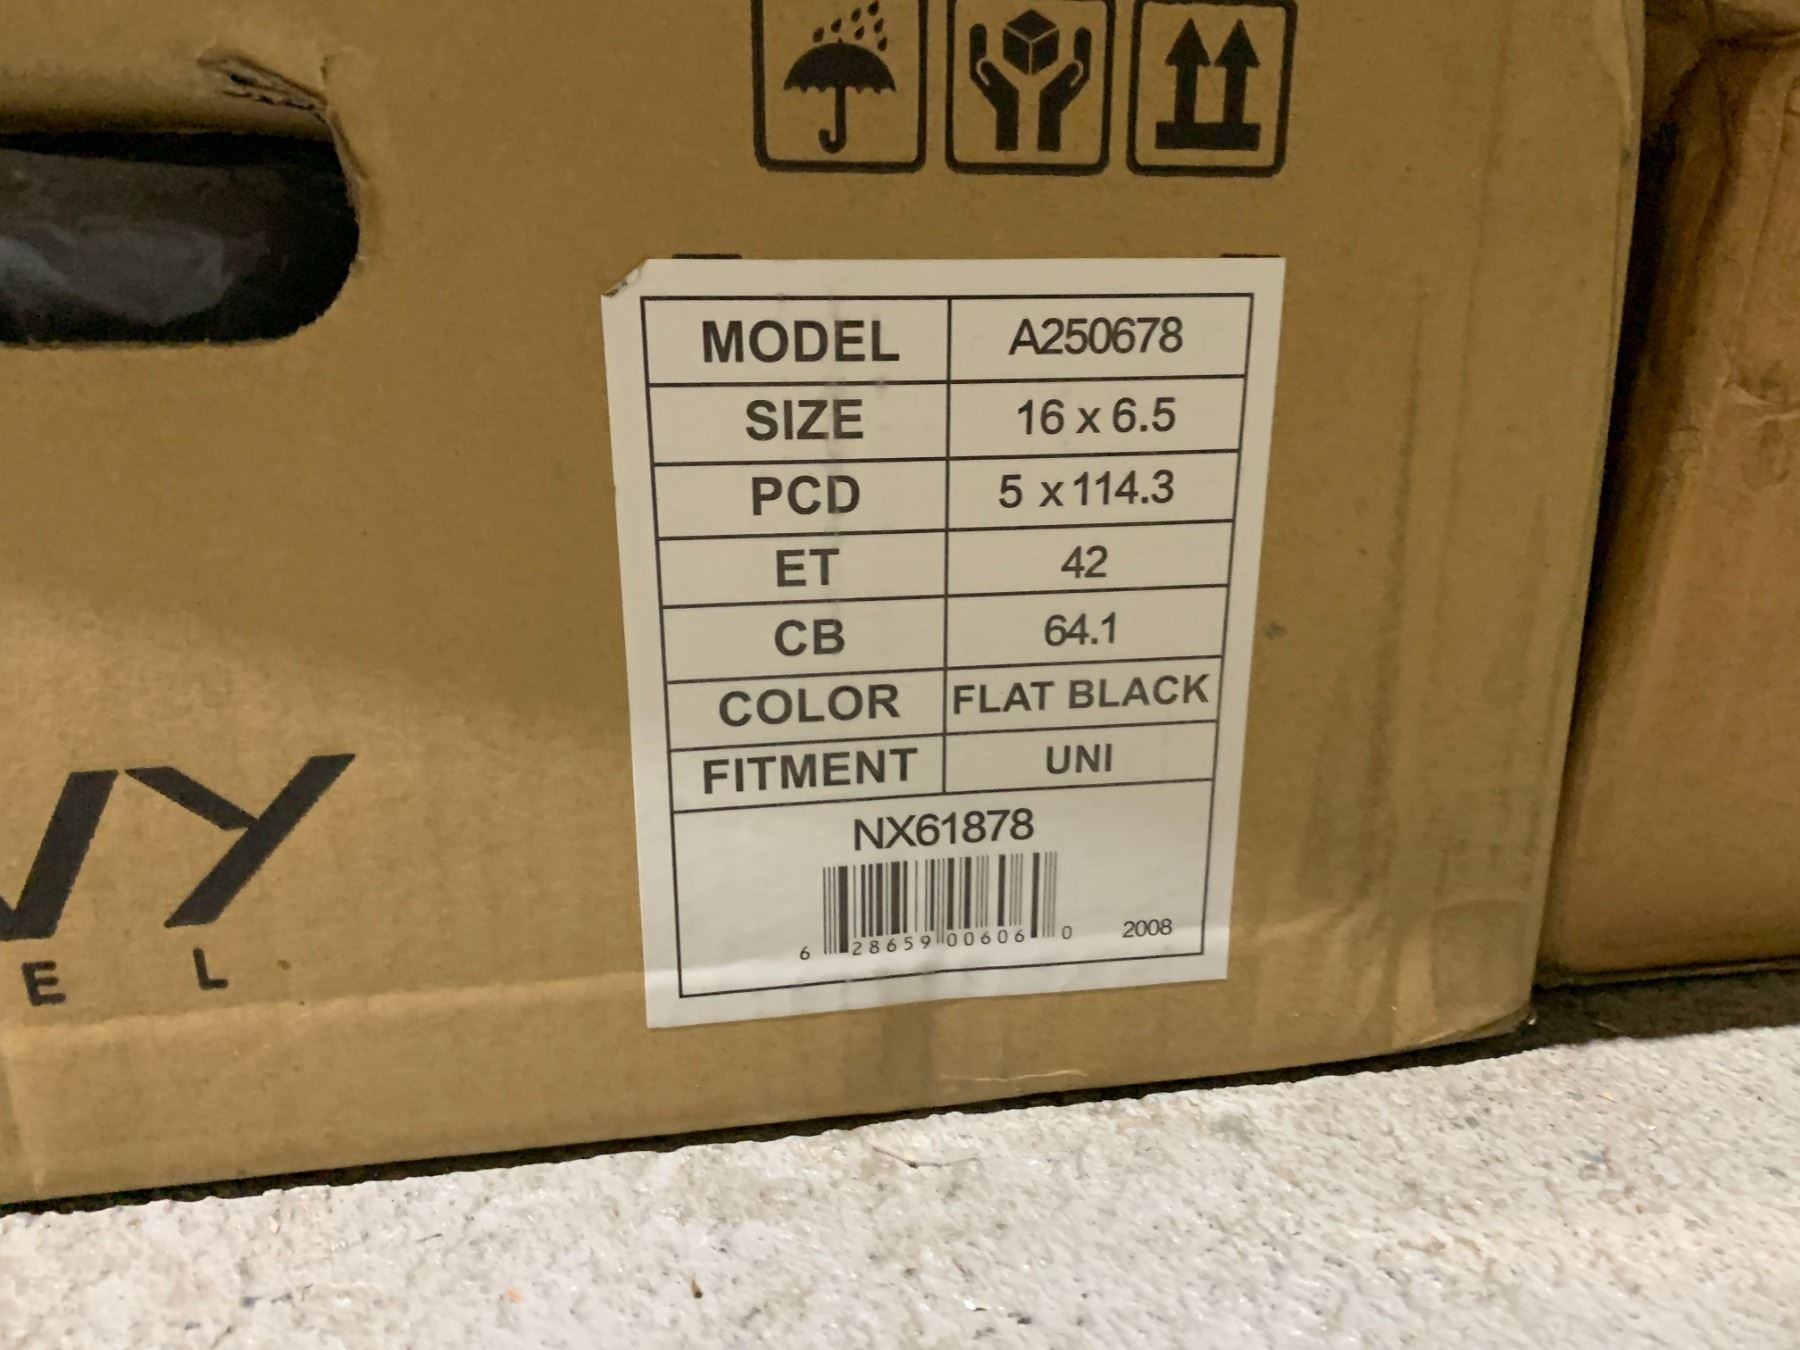 MODEL A250678
SIZE 16 x 6.5
PCD 5 x 114.3
ET 42
CB 64.1
COLOR FLAT BLACK
FITMENT UNI
NX61878
6 28659 00606 0 2008
VY
E L